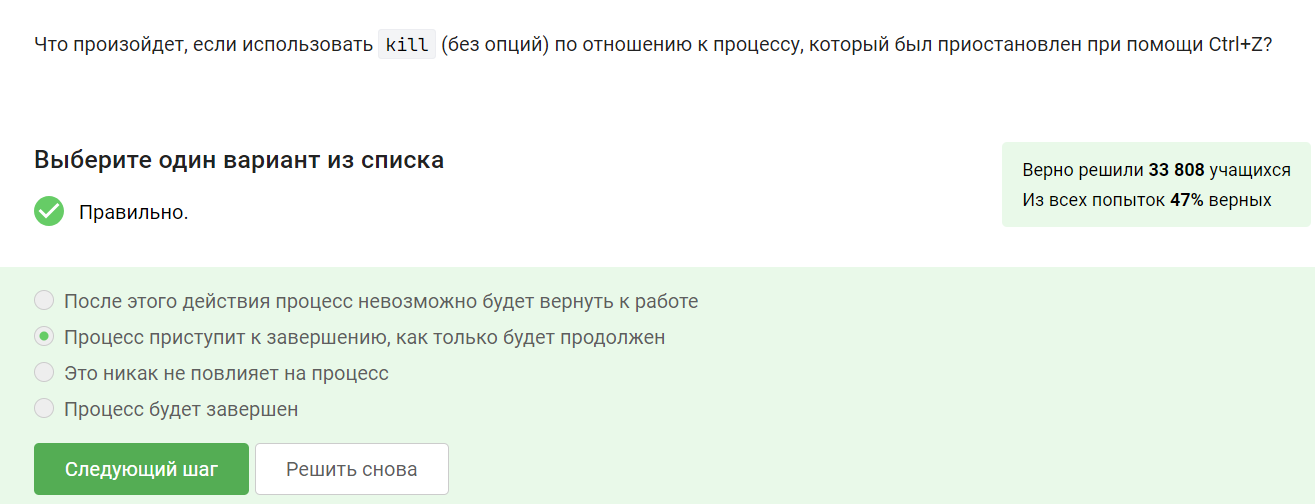 Что произойдет, если использовать kill (без опций) по отношению к процессу, который был приостановлен при помощи Ctrl+Z?
Выберите один вариант из списка
Правильно.
Верно решили 33 808 учащихся
Из всех попыток 47% верных
После этого действия процесс невозможно будет вернуть к работе
Процесс приступит к завершению, как только будет продолжен
Это никак не повлияет на процесс
Процесс будет завершен
Следующий шаг
Решить снова